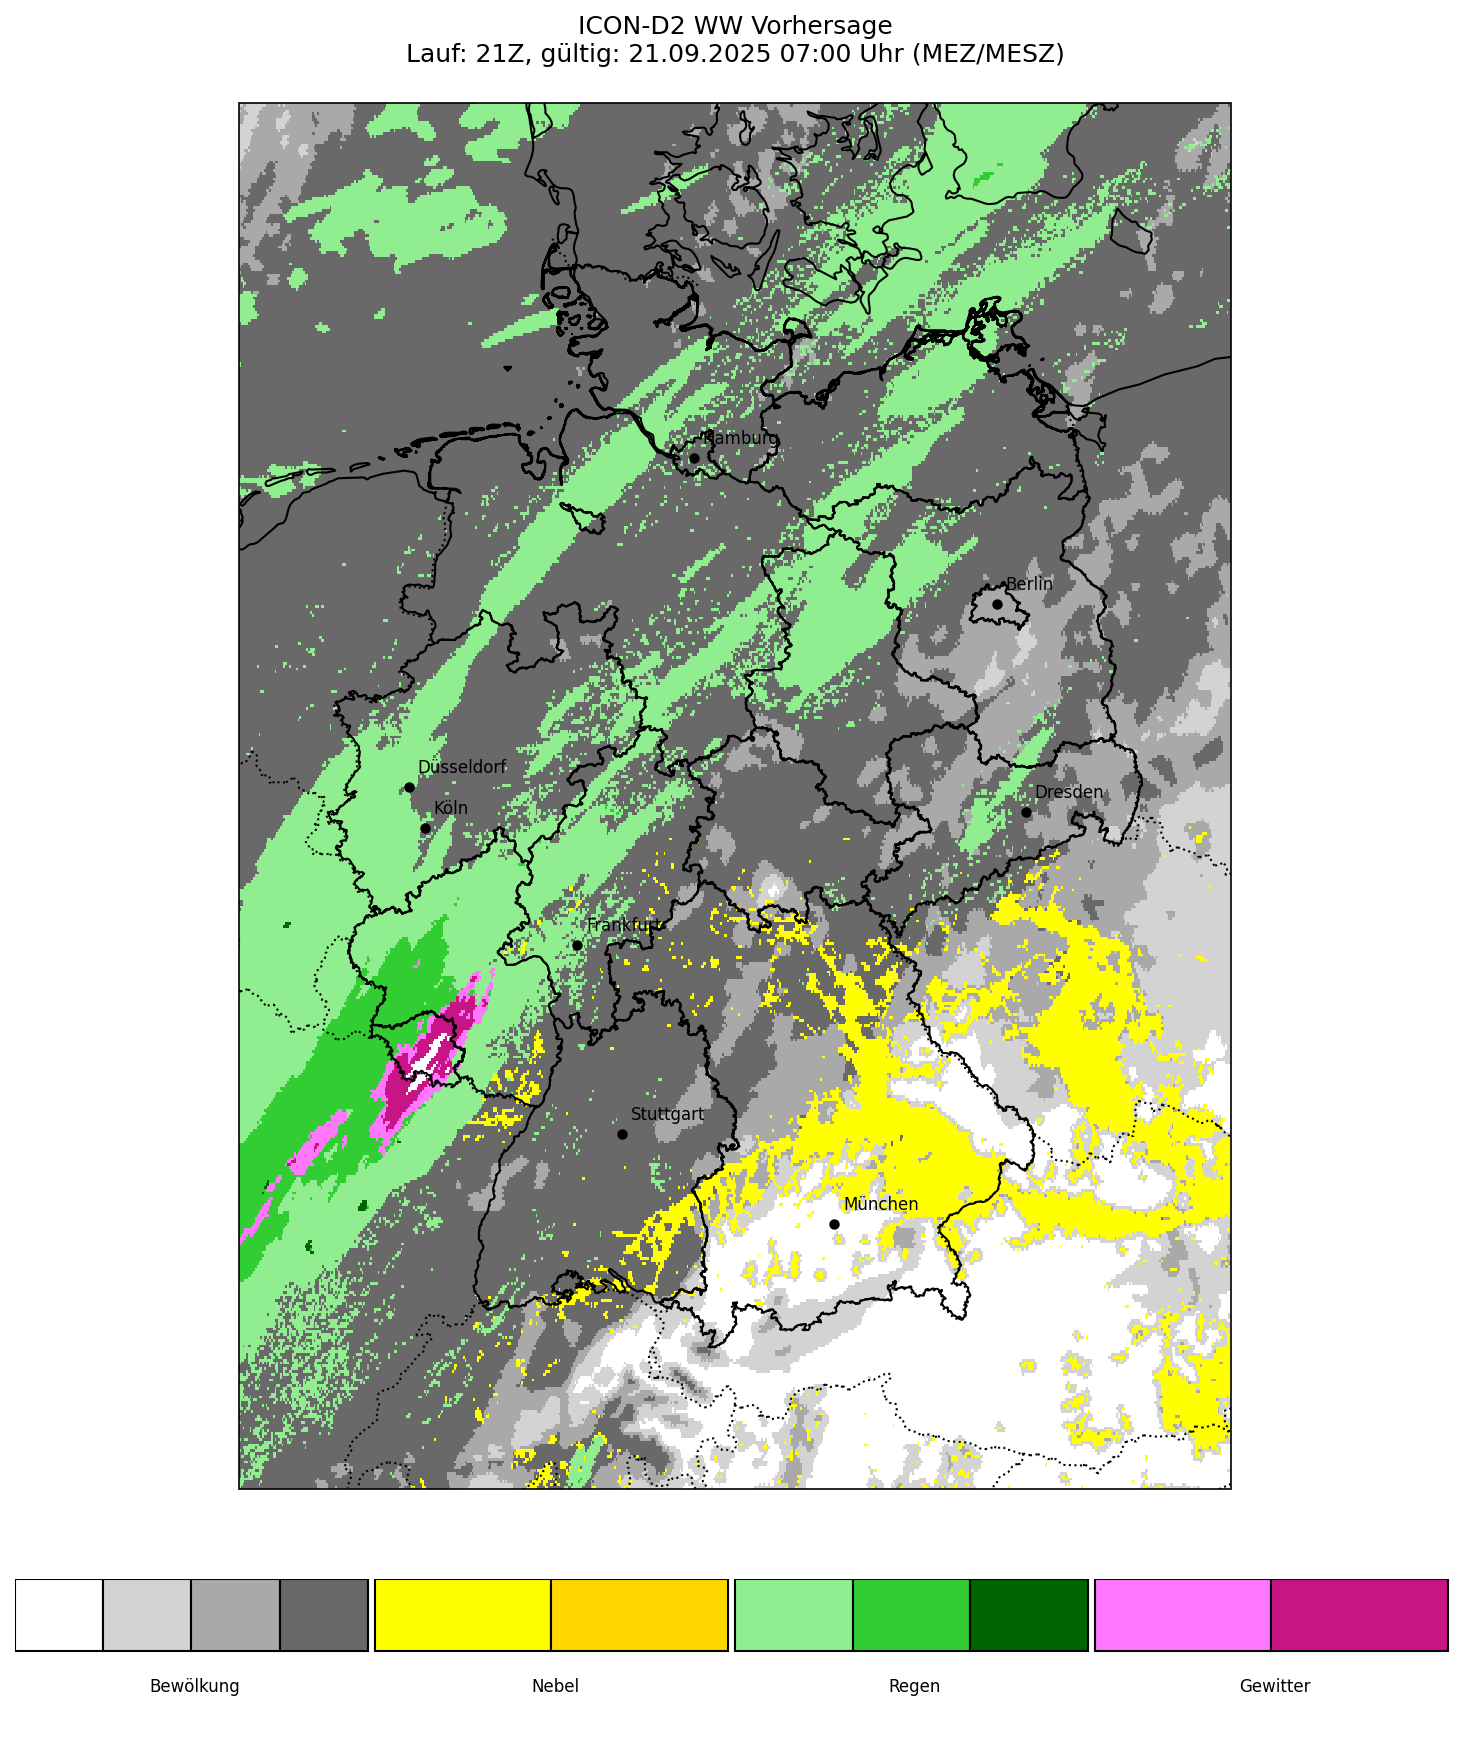 ICON-D2 WW Vorhersage
Lauf: 21Z, gültig: 21.09.2025 07:00 Uhr (MEZ/MESZ)
Hamburg
Berlin
Düsseldorf
Köln
Dresden
Frankfurt
Stuttgart
München
Bewölkung
Nebel
Regen
Gewitter